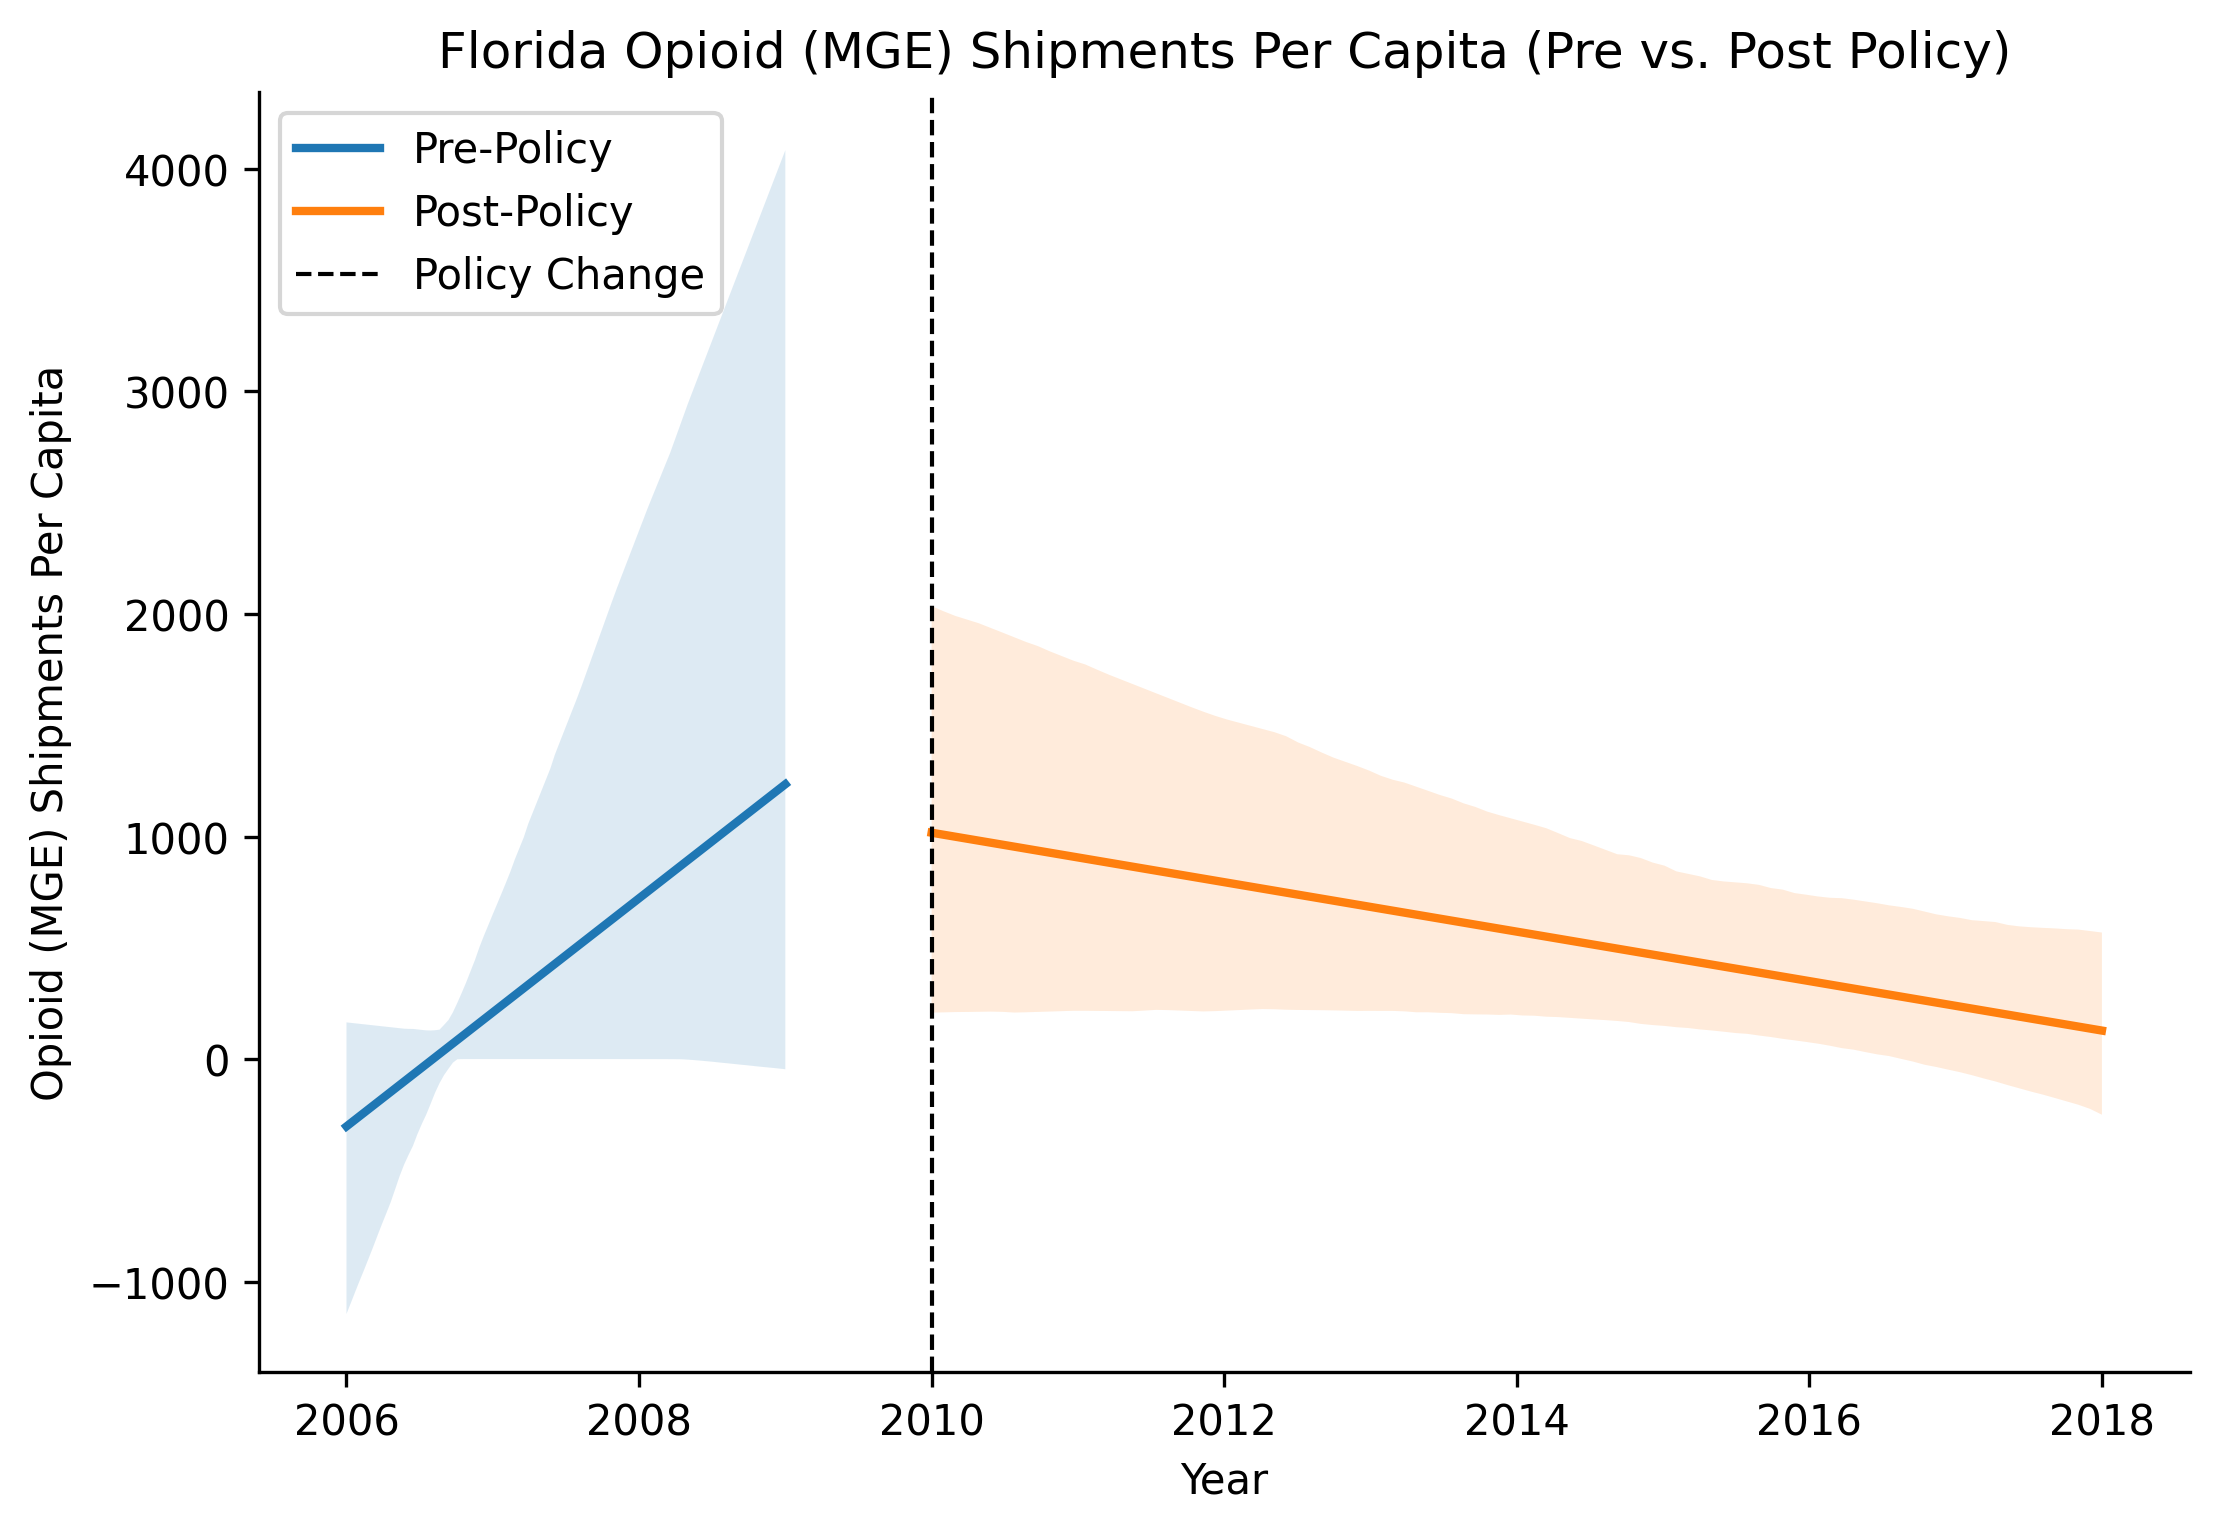 Florida Opioid (MGE) Shipments Per Capita (Pre vs. Post Policy)
Pre-Policy
Post-Policy
Policy Change
Opioid (MGE) Shipments Per Capita
4000
3000
2000
1000
0
−1000
2006 2008 2010 2012 2014 2016 2018
Year